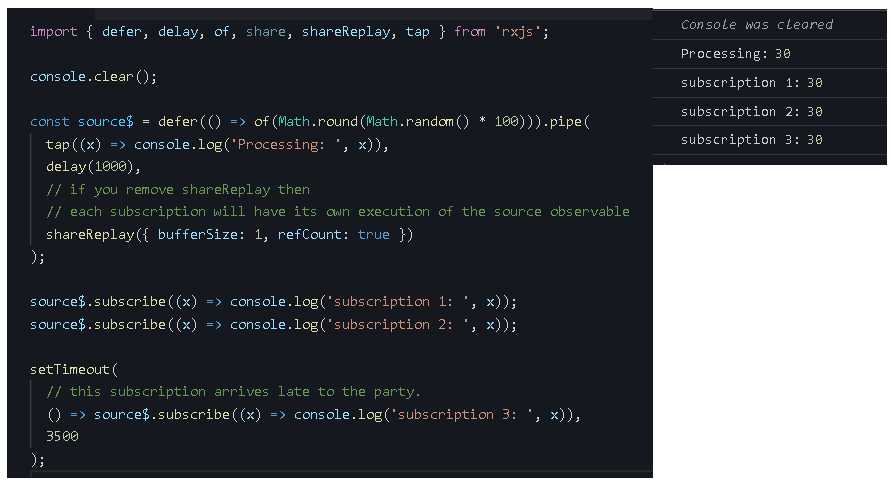 import { defer, delay, of, share, shareReplay, tap } from 'rxjs';
console.clear();
const source$ = defer(() => of(Math.round(Math.random() * 100))).pipe(
tap((x) => console.log('Processing: ', x)),
delay(1000),
// if you remove shareReplay then
// each subscription will have its own execution of the source observable
shareReplay({ bufferSize: 1, refCount: true })
);
source$.subscribe((x) => console.log('subscription 1: ', x));
source$.subscribe((x) => console.log('subscription 2: ', x));
setTimeout(
// this subscription arrives late to the party.
() => source$.subscribe((x) => console.log('subscription 3: ', x)),
3500
);
Console was cleared
Processing: 30
subscription 1: 30
subscription 2: 30
subscription 3: 30